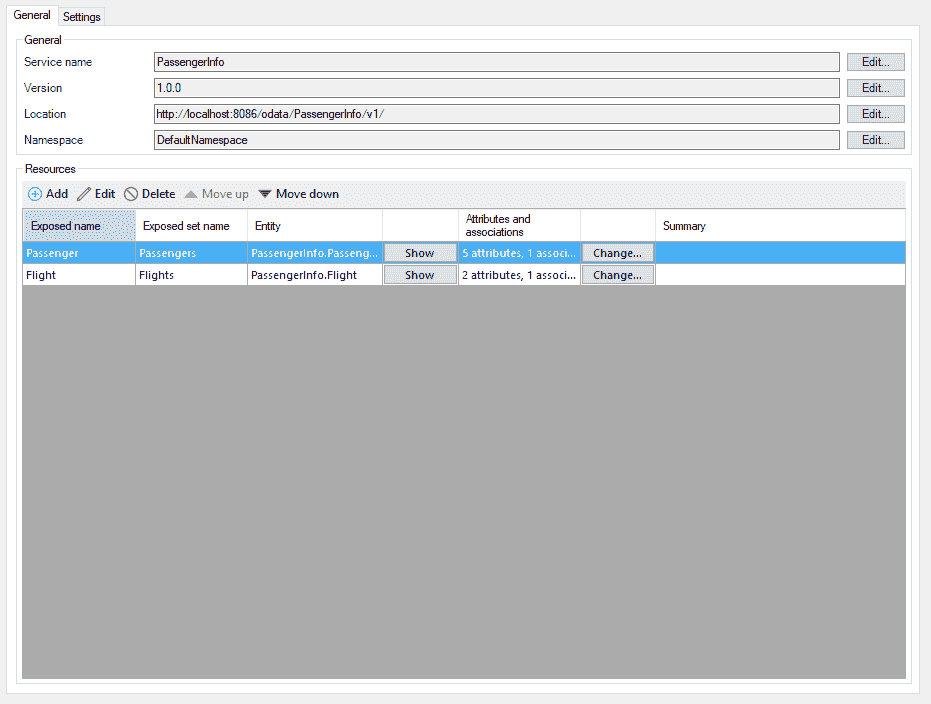 General Settings
General
Service name PassengerInfo Edit...
Version 1.0.0 Edit...
Location http://localhost:8086/odata/PassengerInfo/v1/ Edit...
Namespace DefaultNamespace Edit...
Resources
Add Edit Delete Move up Move down
Exposed name Exposed set name Entity Attributes and associations Summary
Passenger Passengers PassengerInfo.Passeng... Show 5 attributes, 1 associ... Change...
Flight Flights PassengerInfo.Flight Show 2 attributes, 1 associ... Change...